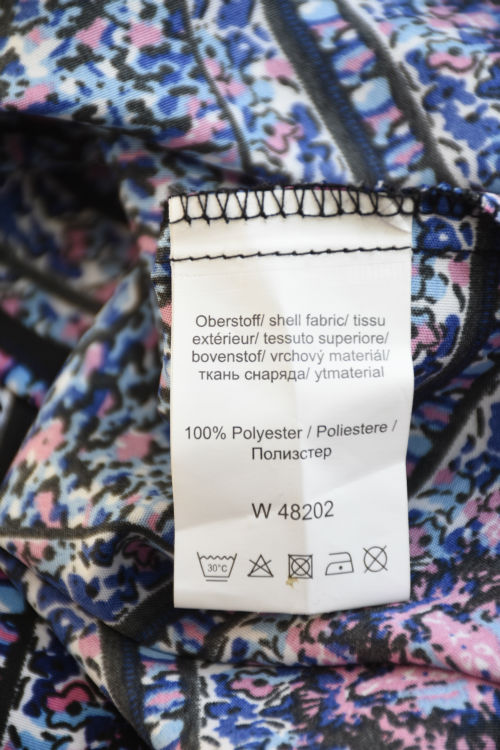 Oberstoff/ shell fabric/ tissu
extérieur/ tessuto superiore/
bovenstof/ vrchový materiál/
ткань снаряда/ ytmaterial
100% Polyester / Poliestere /
Полиэстер
W 48202
30°C